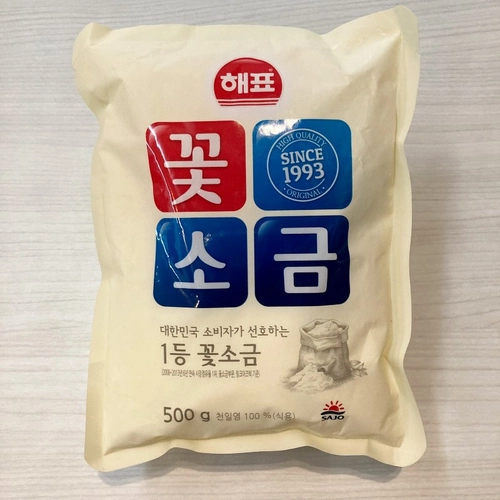 해표
꽃
HIGH QUALITY
SINCE
1993
ORIGINAL
소 금
대한민국 소비자가 선호하는
1등 꽃소금
500 g 천일염 100 % (식용)
SAJO